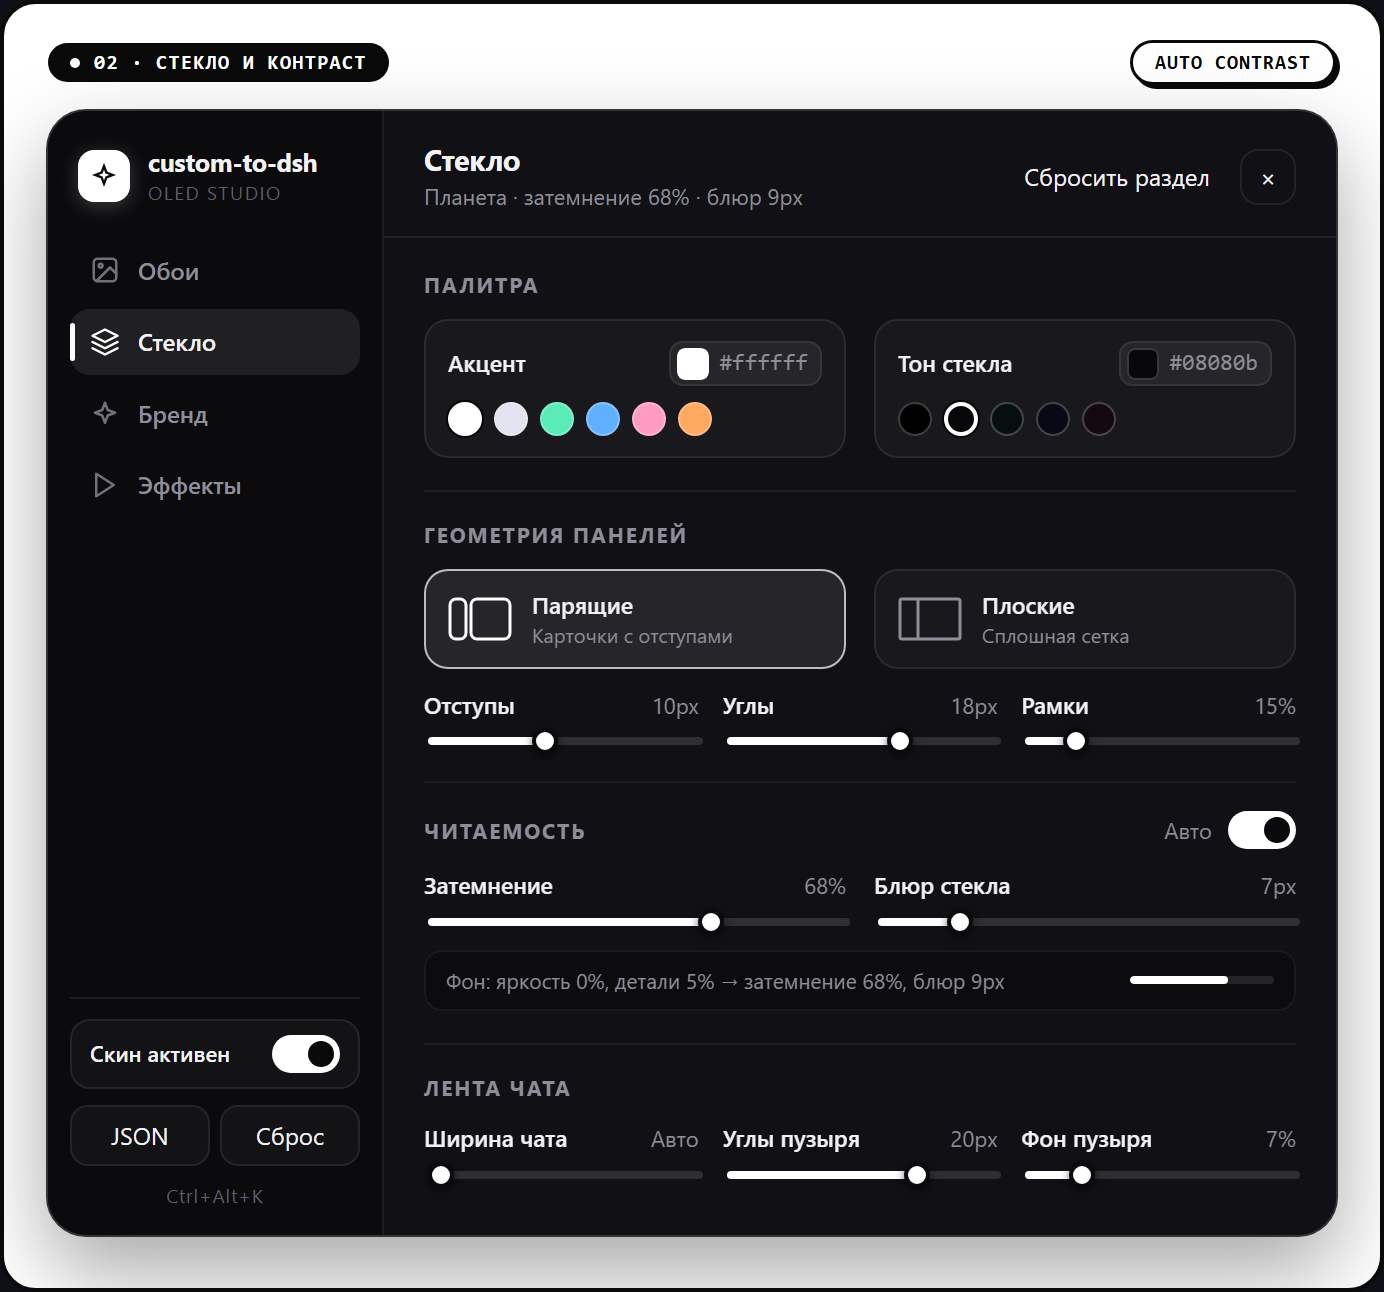 02 · СТЕКЛО И КОНТРАСТ
AUTO CONTRAST
custom-to-dsh
OLED STUDIO
Обои
Стекло
Бренд
Эффекты
Скин активен
JSON
Сброс
Ctrl+Alt+K
Стекло
Планета · затемнение 68% · блюр 9px
Сбросить раздел
×
ПАЛИТРА
Акцент
#ffffff
Тон стекла
#08080b
ГЕОМЕТРИЯ ПАНЕЛЕЙ
Парящие
Карточки с отступами
Плоские
Сплошная сетка
Отступы 10px
Углы 18px
Рамки 15%
ЧИТАЕМОСТЬ
Авто
Затемнение 68%
Блюр стекла 7px
Фон: яркость 0%, детали 5% → затемнение 68%, блюр 9px
ЛЕНТА ЧАТА
Ширина чата Авто
Углы пузыря 20px
Фон пузыря 7%